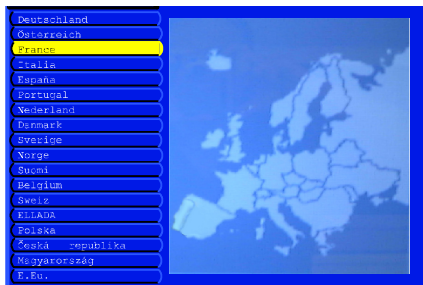 Deutschland
Österreich
France
Italia
España
Portugal
Nederland
Danmark
Sverige
Norge
Suomi
Belgium
Sweiz
ELLADA
Polska
Česká republika
Magyarország
E.Eu.